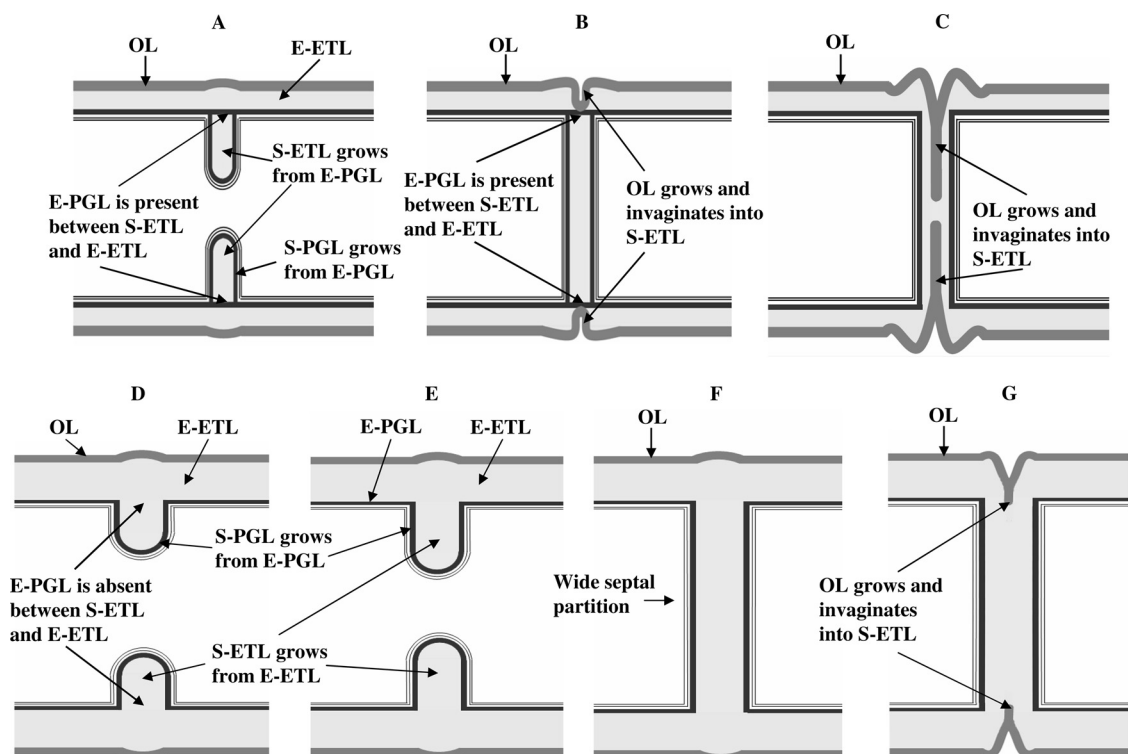 A
OL
E-ETL
S-ETL grows
from E-PGL
E-PGL is present
between S-ETL
and E-ETL
S-PGL grows
from E-PGL
B
OL
E-PGL is present
between S-ETL
and E-ETL
OL grows and
invaginates into
S-ETL
C
OL
OL grows and
invaginates into
S-ETL
D
OL
E-ETL
S-PGL grows
from E-PGL
E-PGL is absent
between S-ETL
and E-ETL
S-ETL grows
from E-ETL
E
E-PGL
E-ETL
F
OL
Wide septal
partition
G
OL
OL grows and
invaginates
into S-ETL